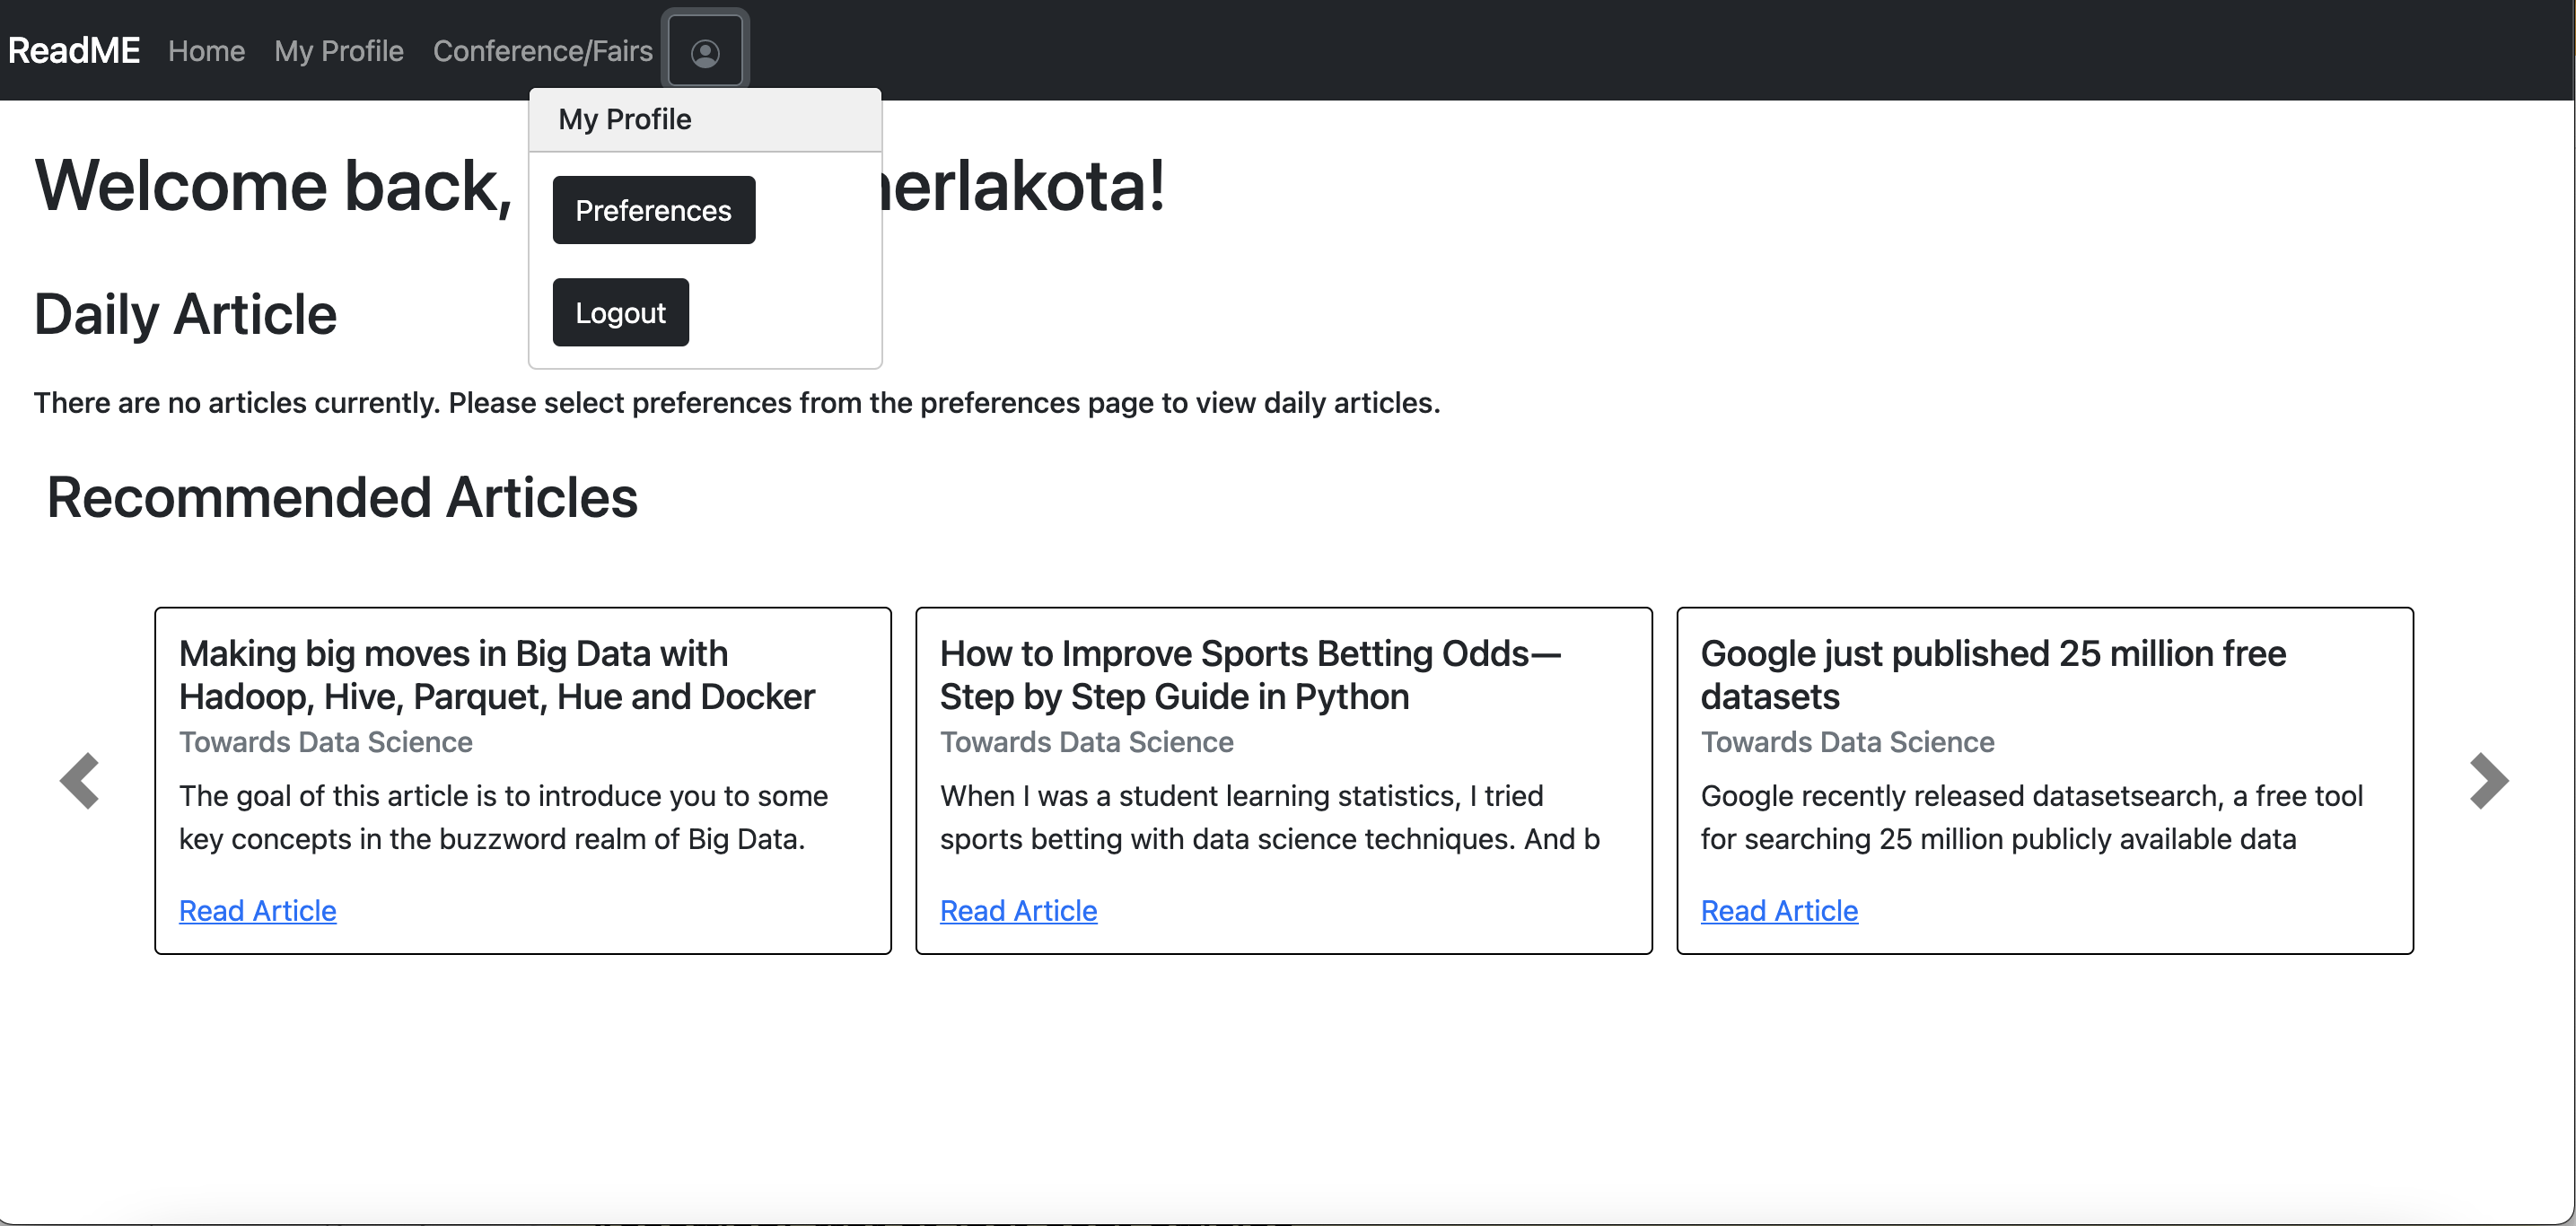 ReadME Home My Profile Conference/Fairs
My Profile
Preferences
Logout
Welcome back,
Daily Article
There are no articles currently. Please select preferences from the preferences page to view daily articles.
Recommended Articles
Making big moves in Big Data with
Hadoop, Hive, Parquet, Hue and Docker
Towards Data Science
The goal of this article is to introduce you to some
key concepts in the buzzword realm of Big Data.
Read Article
How to Improve Sports Betting Odds—
Step by Step Guide in Python
Towards Data Science
When I was a student learning statistics, I tried
sports betting with data science techniques. And b
Read Article
Google just published 25 million free
datasets
Towards Data Science
Google recently released datasetsearch, a free tool
for searching 25 million publicly available data
Read Article